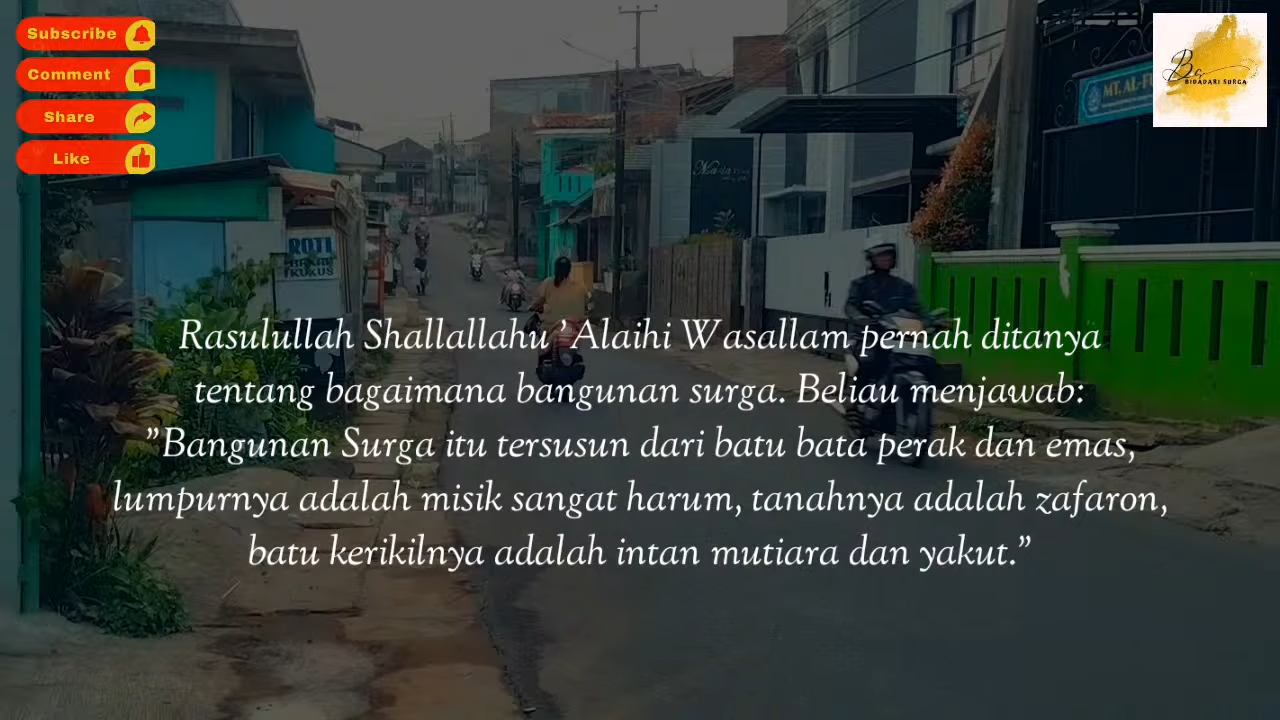 Subscribe
Comment
Share
Like
Bs
BIDADARI SURGA
MT. AL-F
ROTI
KUKUS
Rasulullah Shallallahu 'Alaihi Wasallam pernah ditanya
tentang bagaimana bangunan surga. Beliau menjawab:
"Bangunan Surga itu tersusun dari batu bata perak dan emas,
lumpurnya adalah misik sangat harum, tanahnya adalah zafaron,
batu kerikilnya adalah intan mutiara dan yakut."